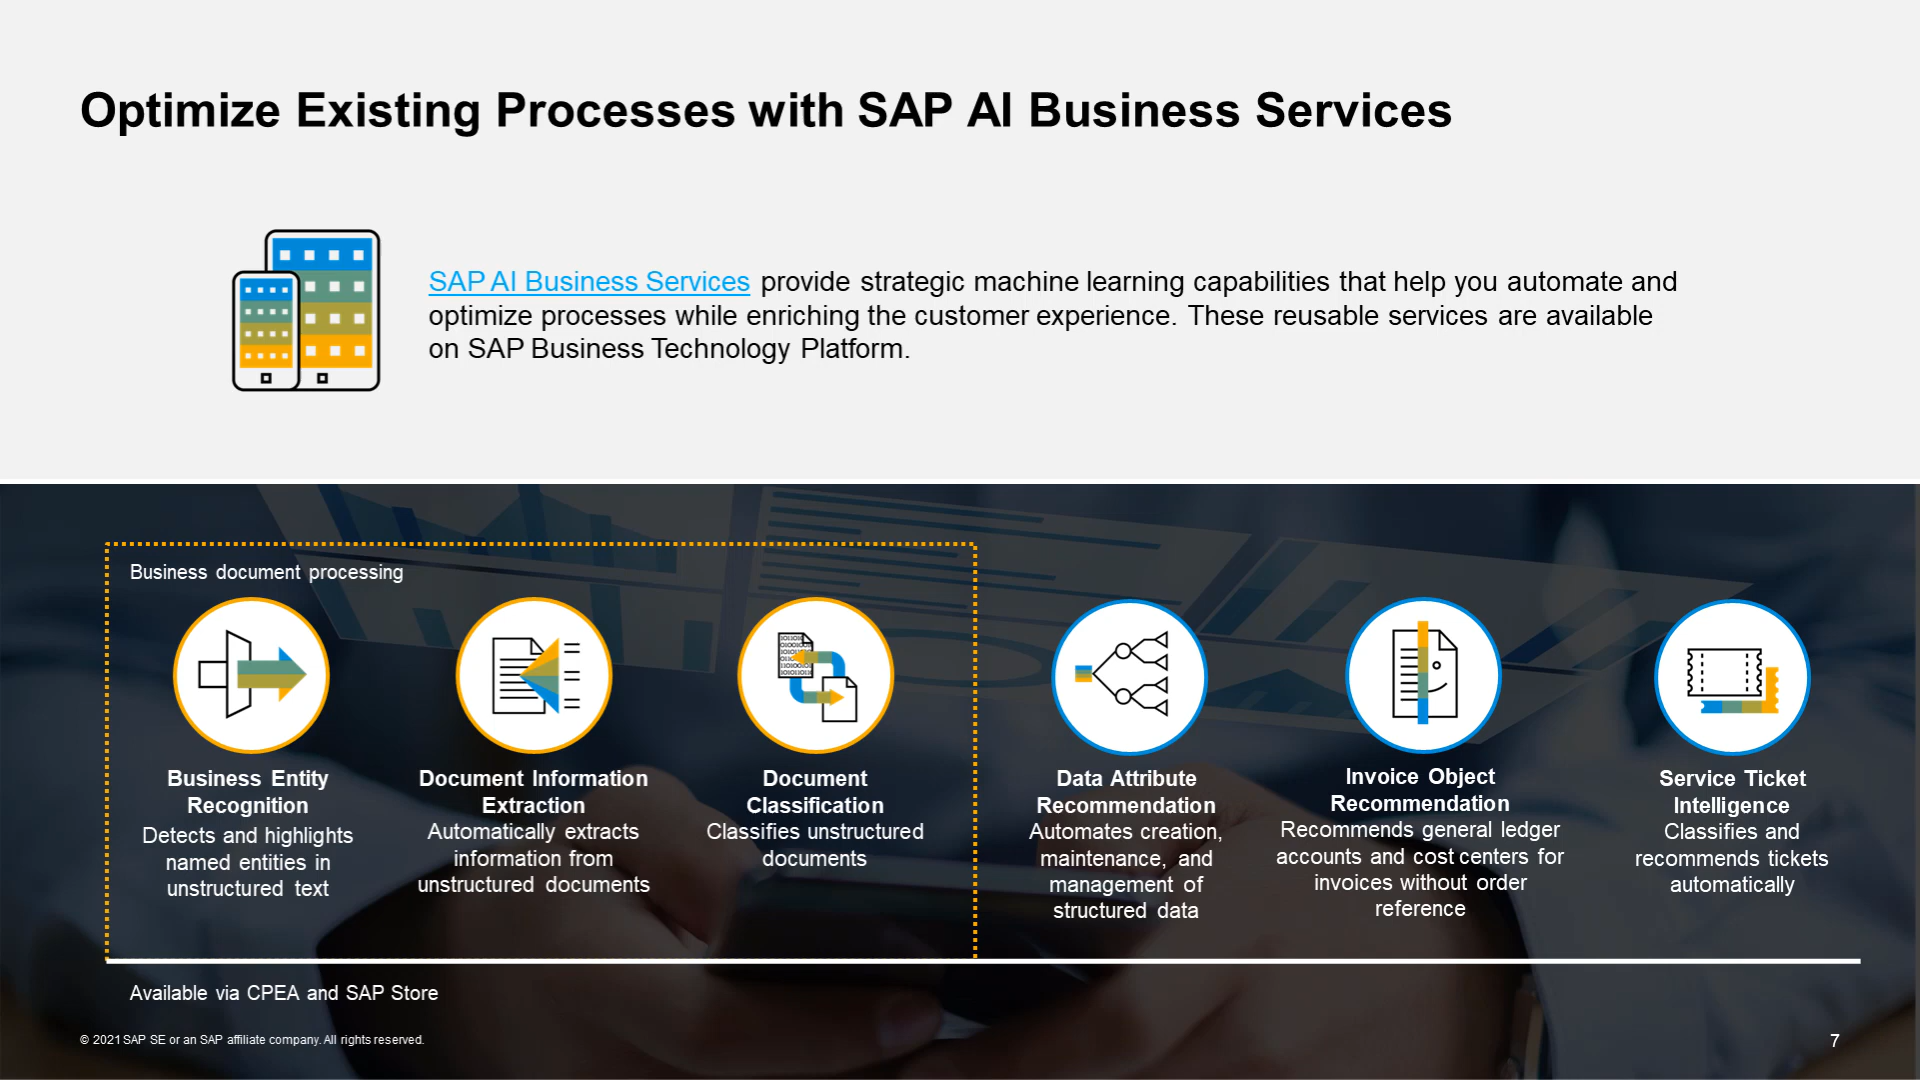 Optimize Existing Processes with SAP AI Business Services
SAP AI Business Services provide strategic machine learning capabilities that help you automate and
optimize processes while enriching the customer experience. These reusable services are available
on SAP Business Technology Platform.
Business document processing
Business Entity
Recognition
Detects and highlights
named entities in
unstructured text
Document Information
Extraction
Automatically extracts
information from
unstructured documents
Document
Classification
Classifies unstructured
documents
Data Attribute
Recommendation
Automates creation,
maintenance, and
management of
structured data
Invoice Object
Recommendation
Recommends general ledger
accounts and cost centers for
invoices without order
reference
Service Ticket
Intelligence
Classifies and
recommends tickets
automatically
Available via CPEA and SAP Store
© 2021 SAP SE or an SAP affiliate company. All rights reserved.
7